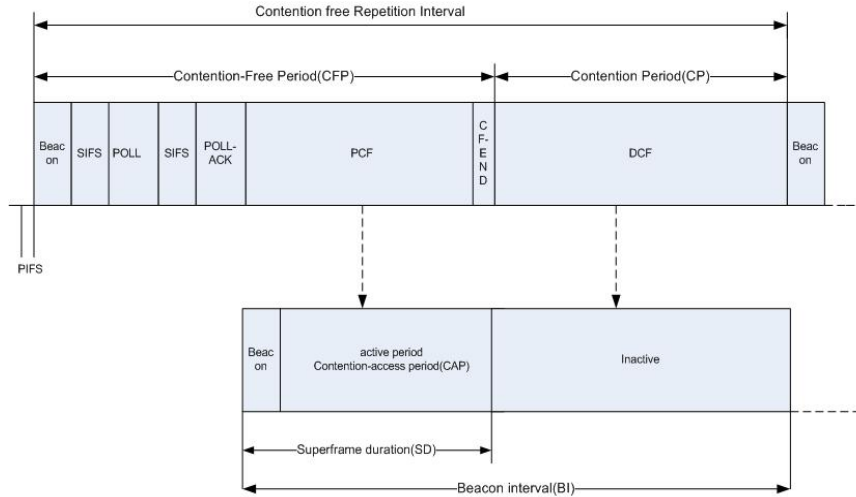 Contention free Repetition Interval
Contention-Free Period(CFP)
Contention Period(CP)
Beac
on
SIFS
POLL
SIFS
POLL-
ACK
PCF
C
F-
E
N
D
DCF
Beac
on
PIFS
Beac
on
active period
Contention-access period(CAP)
Inactive
Superframe duration(SD)
Beacon interval(BI)